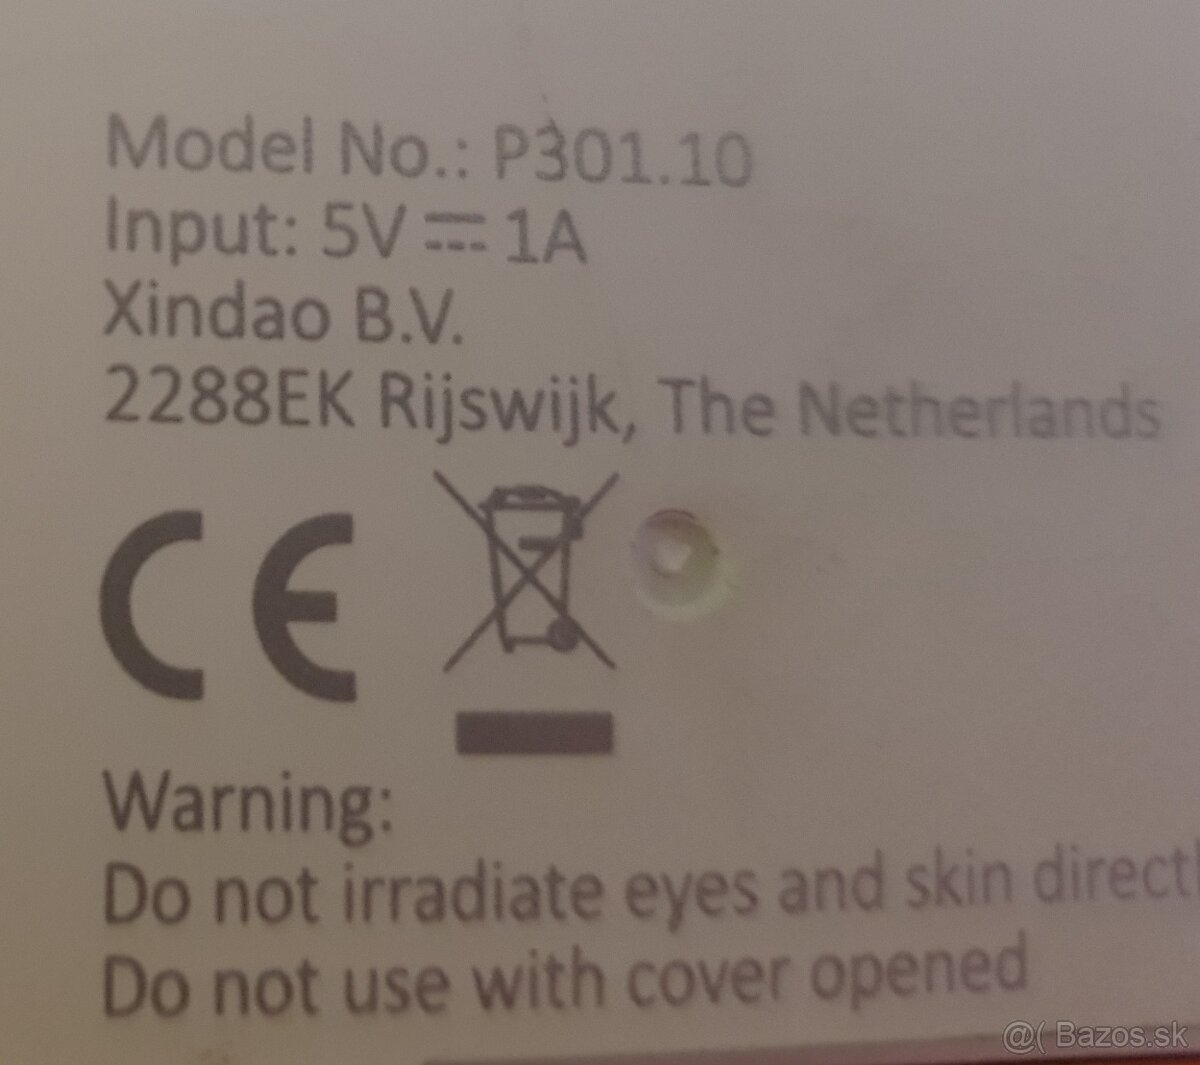 Model No.: P301.10
Input: 5V ⎓ 1A
Xindao B.V.
2288EK Rijswijk, The Netherlands
CE
Warning:
Do not irradiate eyes and skin directl
Do not use with cover opened
@( Bazos.sk